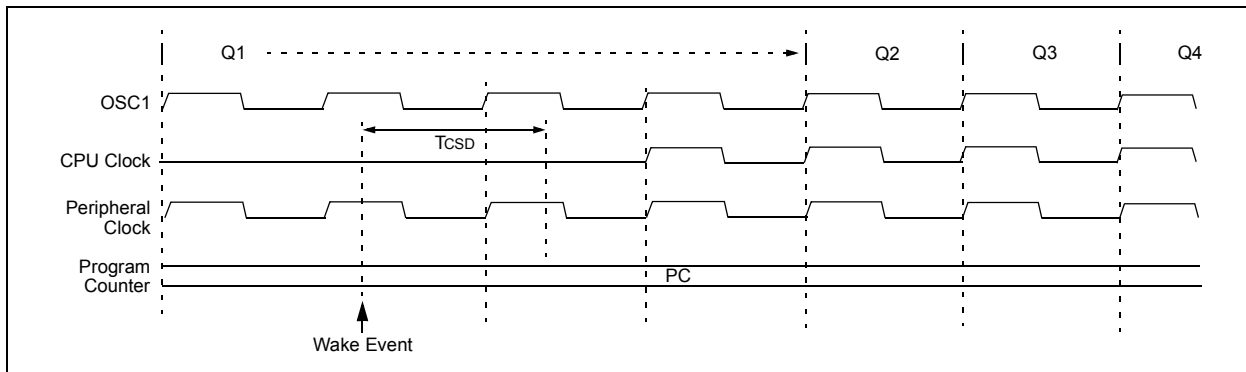 Q1 Q2 Q3 Q4
OSC1
TCSD
CPU Clock
Peripheral
Clock
Program
Counter
PC
Wake Event